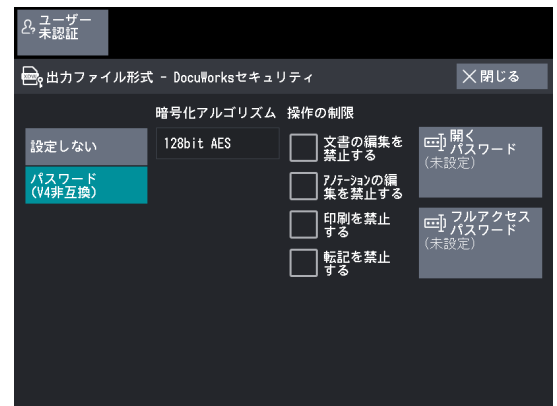 ユーザー
未認証
出力ファイル形式 - DocuWorksセキュリティ
閉じる
暗号化アルゴリズム
操作の制限
設定しない
パスワード
(V4非互換)
128bit AES
文書の編集を
禁止する
ｱﾉﾃｰｼｮﾝの編
集を禁止する
印刷を禁止
する
転記を禁止
する
開く
パスワード
(未設定)
フルアクセス
パスワード
(未設定)